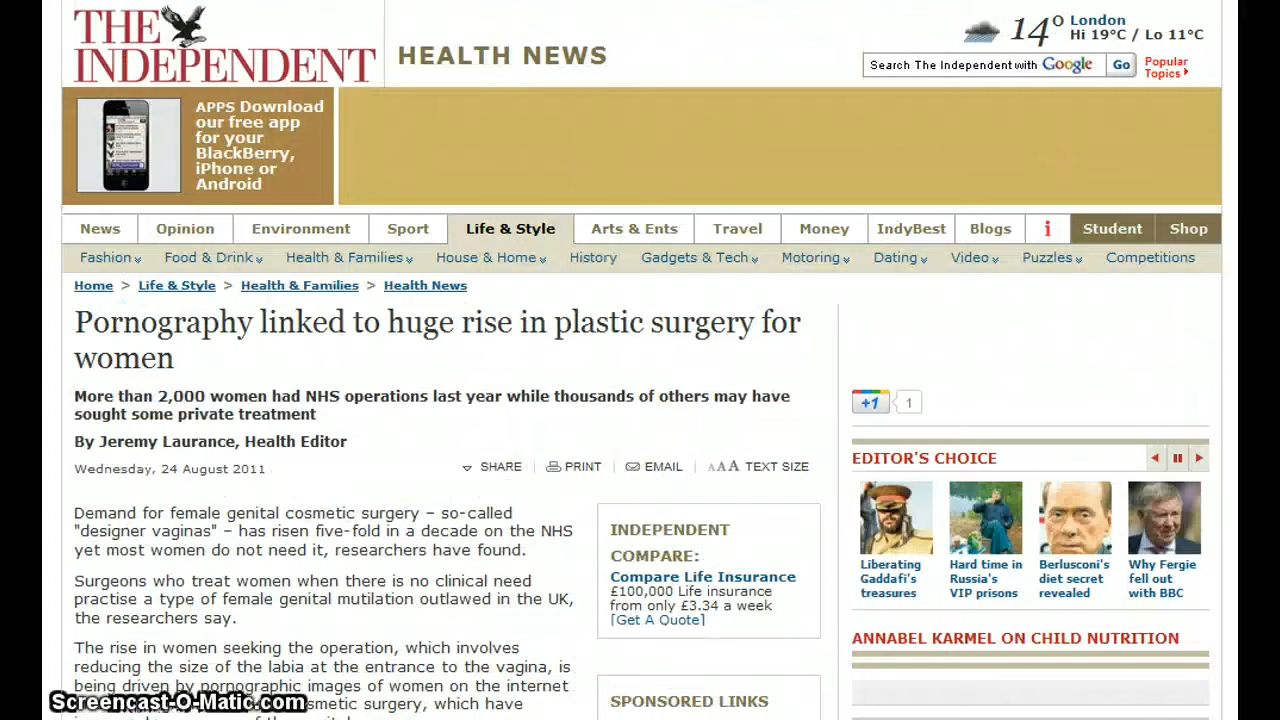 THE
INDEPENDENT
HEALTH NEWS
14° London
Hi 19°C / Lo 11°C
Search The Independent with Google
Go
Popular
Topics
APPS Download
our free app
for your
BlackBerry,
iPhone or
Android
News
Opinion
Environment
Sport
Life & Style
Arts & Ents
Travel
Money
IndyBest
Blogs
i
Student
Shop
Fashion
Food & Drink
Health & Families
House & Home
History
Gadgets & Tech
Motoring
Dating
Video
Puzzles
Competitions
Home > Life & Style > Health & Families > Health News
Pornography linked to huge rise in plastic surgery for
women
More than 2,000 women had NHS operations last year while thousands of others may have
sought some private treatment
By Jeremy Laurance, Health Editor
Wednesday, 24 August 2011
SHARE
PRINT
EMAIL
AAA TEXT SIZE
Demand for female genital cosmetic surgery – so-called
"designer vaginas" – has risen five-fold in a decade on the NHS
yet most women do not need it, researchers have found.
Surgeons who treat women when there is no clinical need
practise a type of female genital mutilation outlawed in the UK,
the researchers say.
The rise in women seeking the operation, which involves
reducing the size of the labia at the entrance to the vagina, is
being driven by pornographic images of women on the internet
smetic surgery, which have
INDEPENDENT
COMPARE:
Compare Life Insurance
£100,000 Life insurance
from only £3.34 a week
[Get A Quote]
SPONSORED LINKS
+1
1
EDITOR'S CHOICE
Liberating
Gaddafi's
treasures
Hard time in
Russia's
VIP prisons
Berlusconi's
diet secret
revealed
Why Fergie
fell out
with BBC
ANNABEL KARMEL ON CHILD NUTRITION
Screencast-O-Matic.com